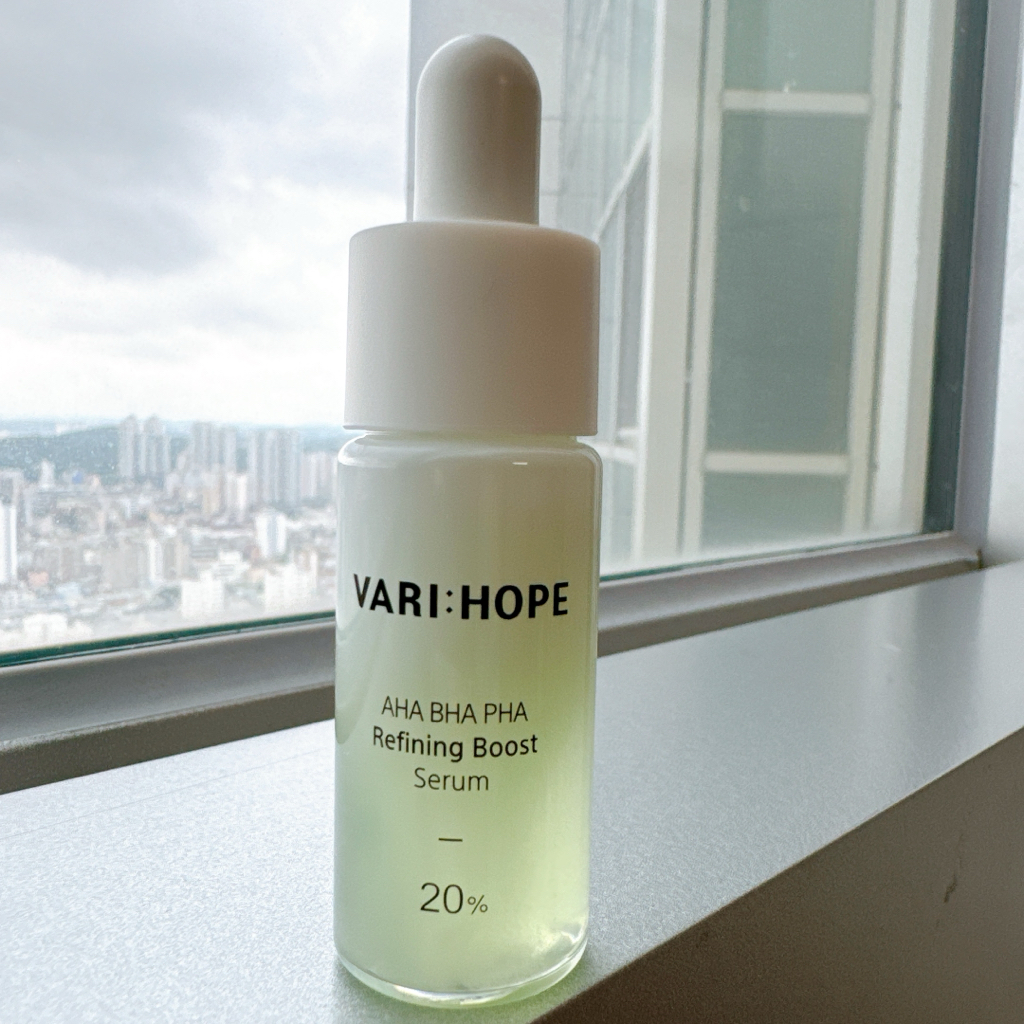 VARI:HOPE
AHA BHA PHA
Refining Boost
Serum
—
20%